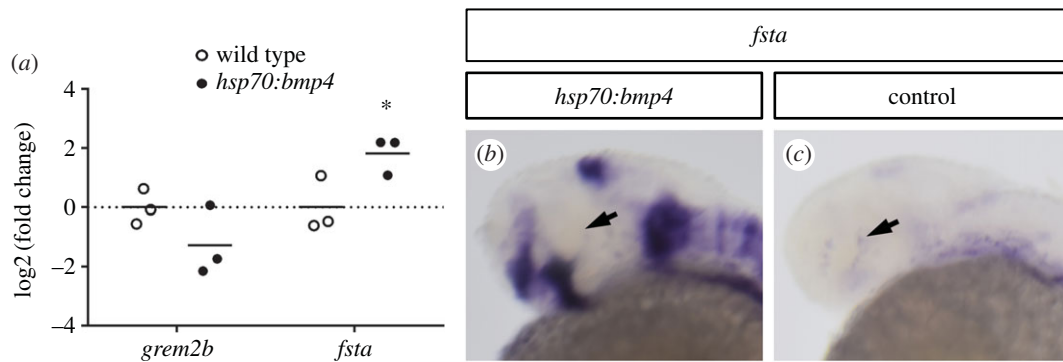 (a)
wild type
hsp70:bmp4
log2 (fold change)
4
2
0
–2
–4
*
grem2b
fsta
fsta
hsp70:bmp4
control
(b)
(c)